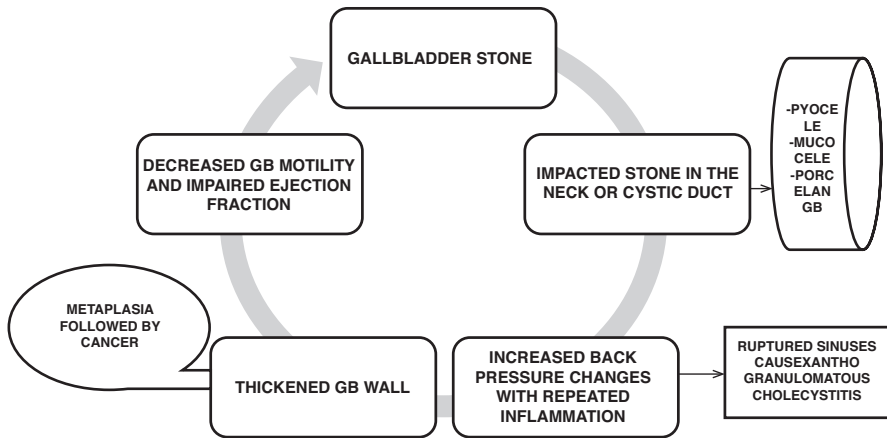 GALLBLADDER STONE
DECREASED GB MOTILITY
AND IMPAIRED EJECTION
FRACTION
IMPACTED STONE IN THE
NECK OR CYSTIC DUCT
-PYOCE
LE
-MUCO
CELE
-PORC
ELAN
GB
METAPLASIA
FOLLOWED BY
CANCER
THICKENED GB WALL
INCREASED BACK
PRESSURE CHANGES
WITH REPEATED
INFLAMMATION
RUPTURED SINUSES
CAUSEXANTHO
GRANULOMATOUS
CHOLECYSTITIS